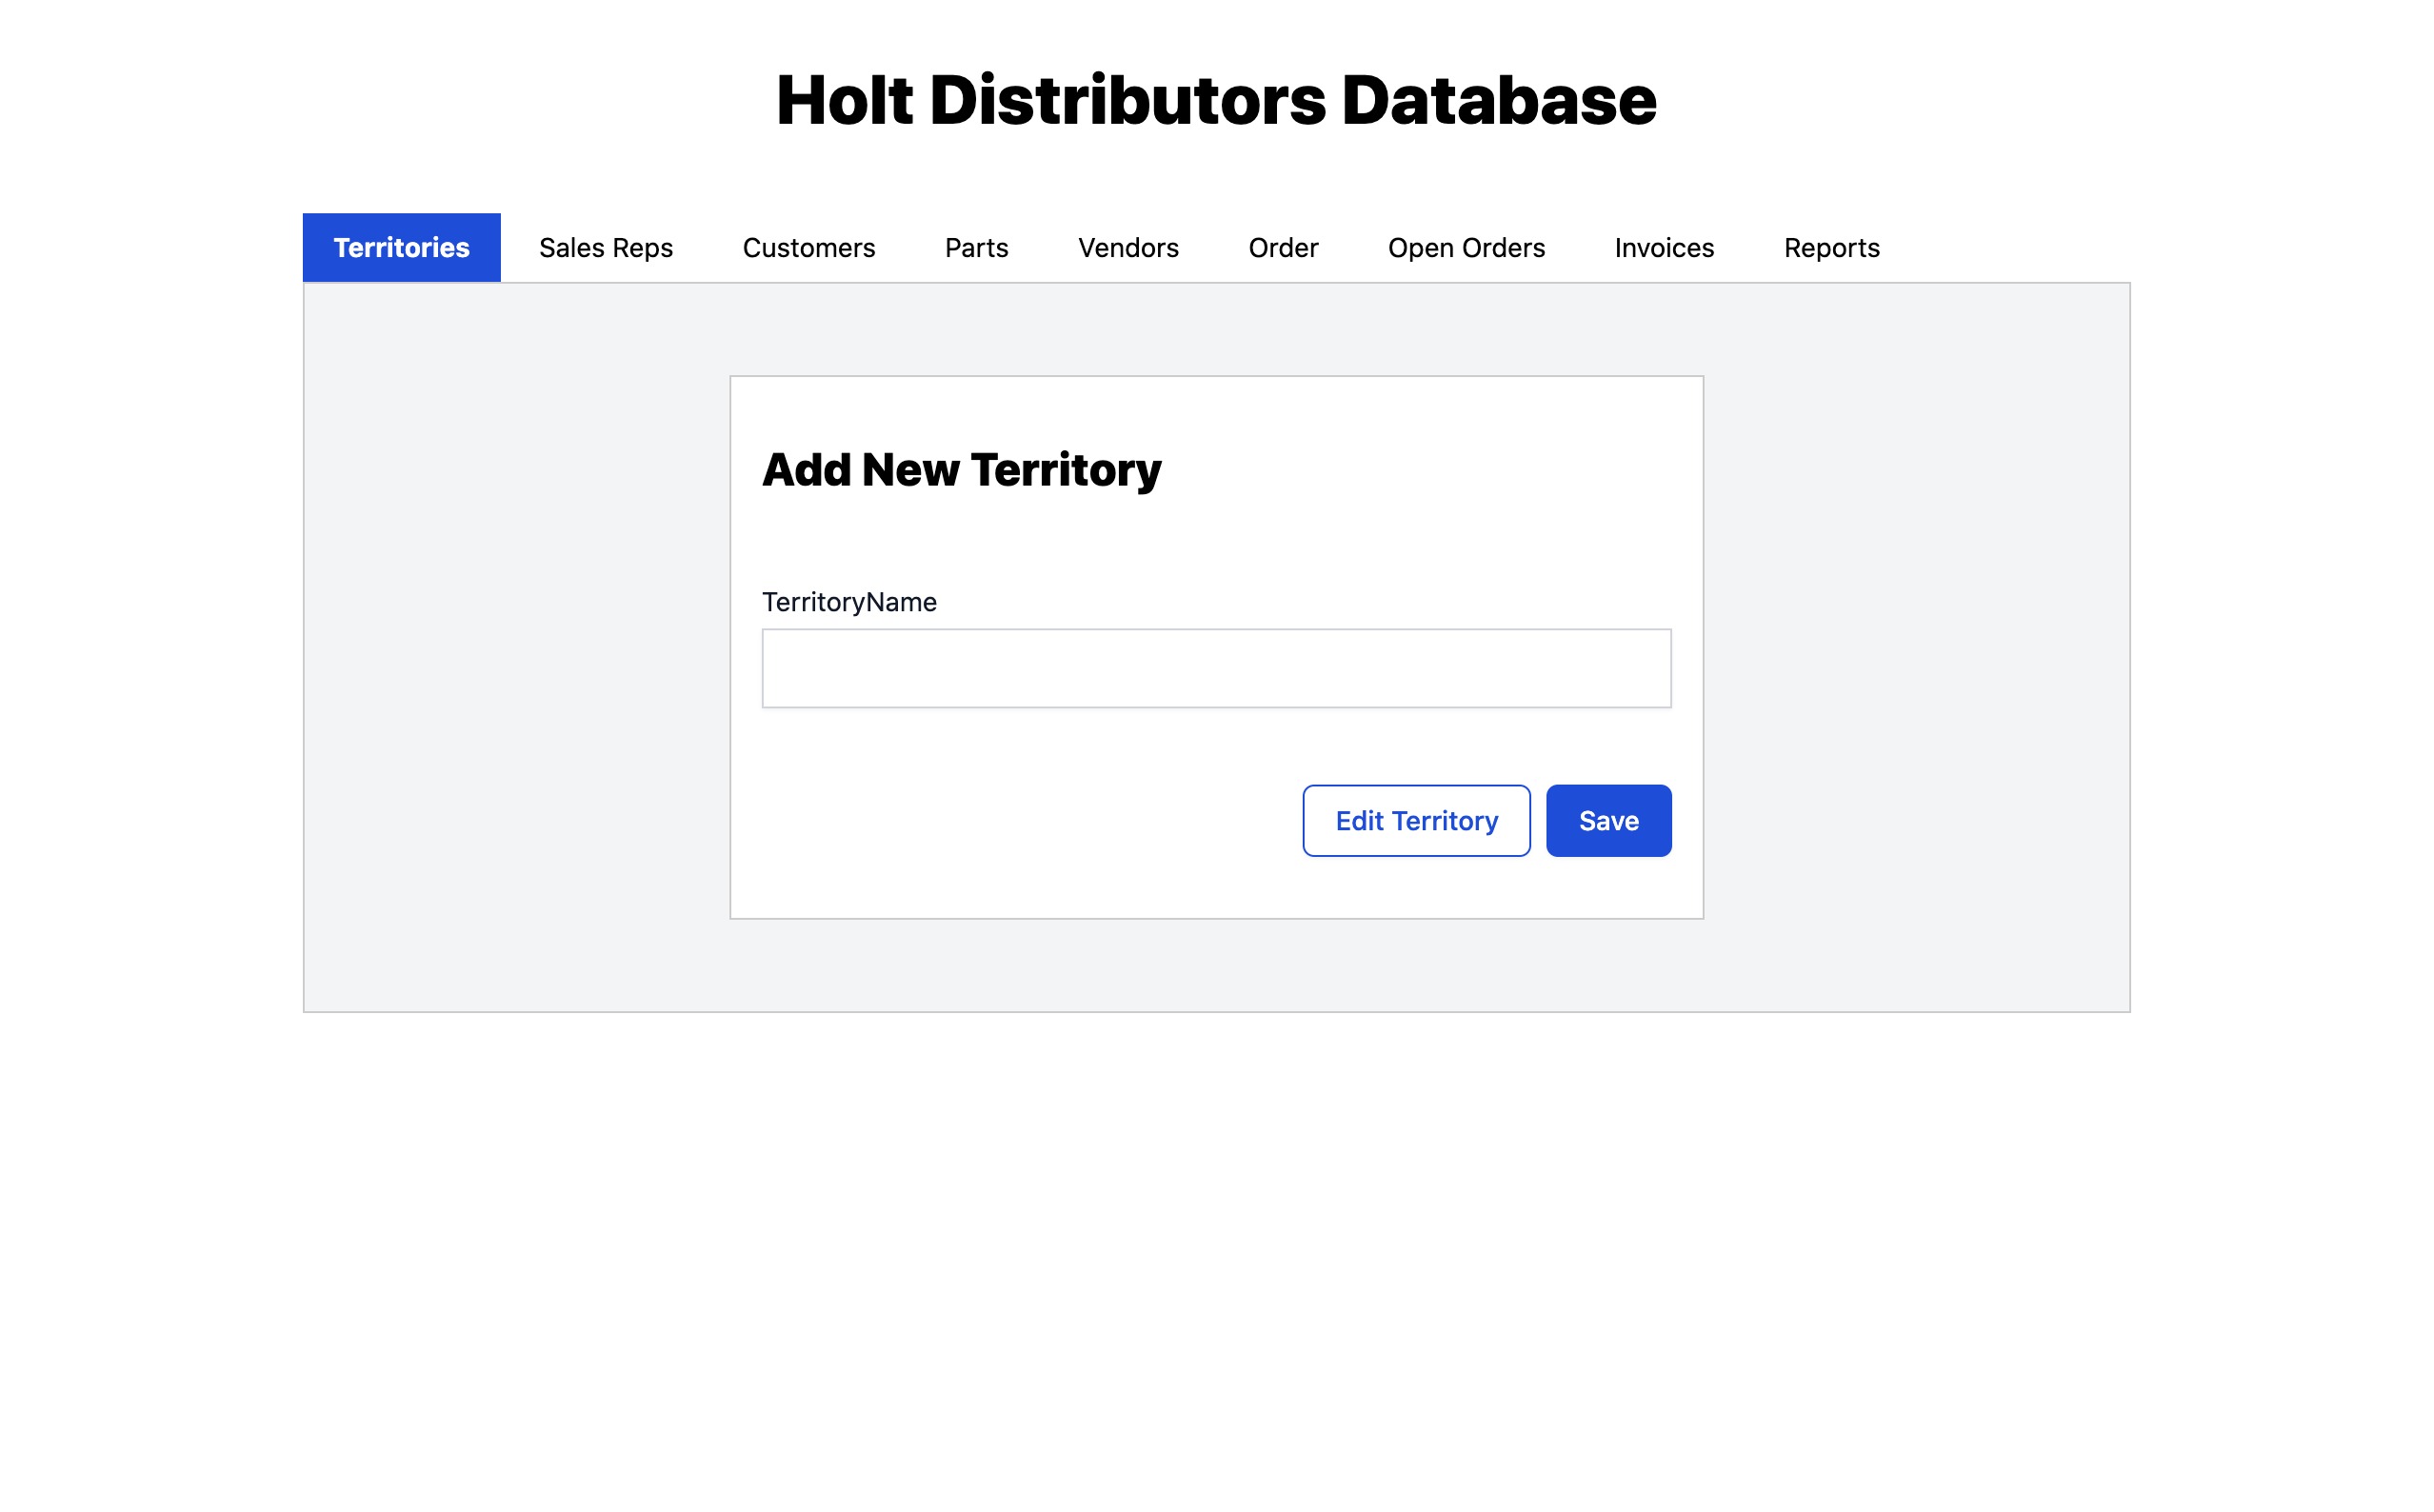 Holt Distributors Database
Territories Sales Reps Customers Parts Vendors Order Open Orders Invoices Reports
Add New Territory
TerritoryName
Edit Territory Save